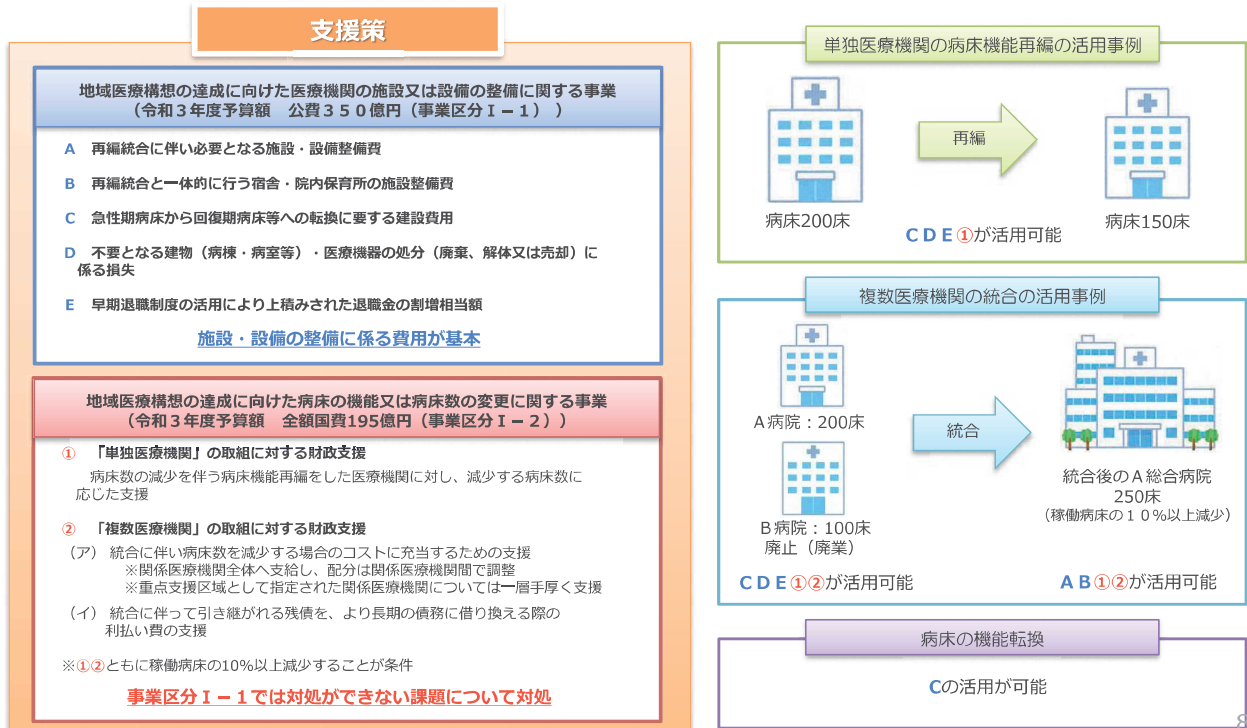 支援策
地域医療構想の達成に向けた医療機関の施設又は設備の整備に関する事業
(令和3年度予算額 公費350億円(事業区分Ⅰ-1) )
A 再編統合に伴い必要となる施設・設備整備費
B 再編統合と一体的に行う宿舎・院内保育所の施設整備費
C 急性期病床から回復期病床等への転換に要する建設費用
D 不要となる建物(病棟・病室等)・医療機器の処分(廃棄、解体又は売却)に
係る損失
E 早期退職制度の活用により上積みされた退職金の割増相当額
施設・設備の整備に係る費用が基本
地域医療構想の達成に向けた病床の機能又は病床数の変更に関する事業
(令和3年度予算額 全額国費195億円(事業区分Ⅰ-2))
① 「単独医療機関」の取組に対する財政支援
病床数の減少を伴う病床機能再編をした医療機関に対し、減少する病床数に
応じた支援
② 「複数医療機関」の取組に対する財政支援
(ア) 統合に伴い病床数を減少する場合のコストに充当するための支援
※関係医療機関全体へ支給し、配分は関係医療機関間で調整
※重点支援区域として指定された関係医療機関については一層手厚く支援
(イ) 統合に伴って引き継がれる残債を、より長期の債務に借り換える際の
利払い費の支援
※①②ともに稼働病床の10%以上減少することが条件
事業区分Ⅰ-1では対処ができない課題について対処
単独医療機関の病床機能再編の活用事例
再編
病床200床
病床150床
CDE①が活用可能
複数医療機関の統合の活用事例
A病院:200床
統合
B病院:100床
廃止(廃業)
統合後のA総合病院
250床
(稼働病床の10%以上減少)
CDE①②が活用可能
AB①②が活用可能
病床の機能転換
Cの活用が可能